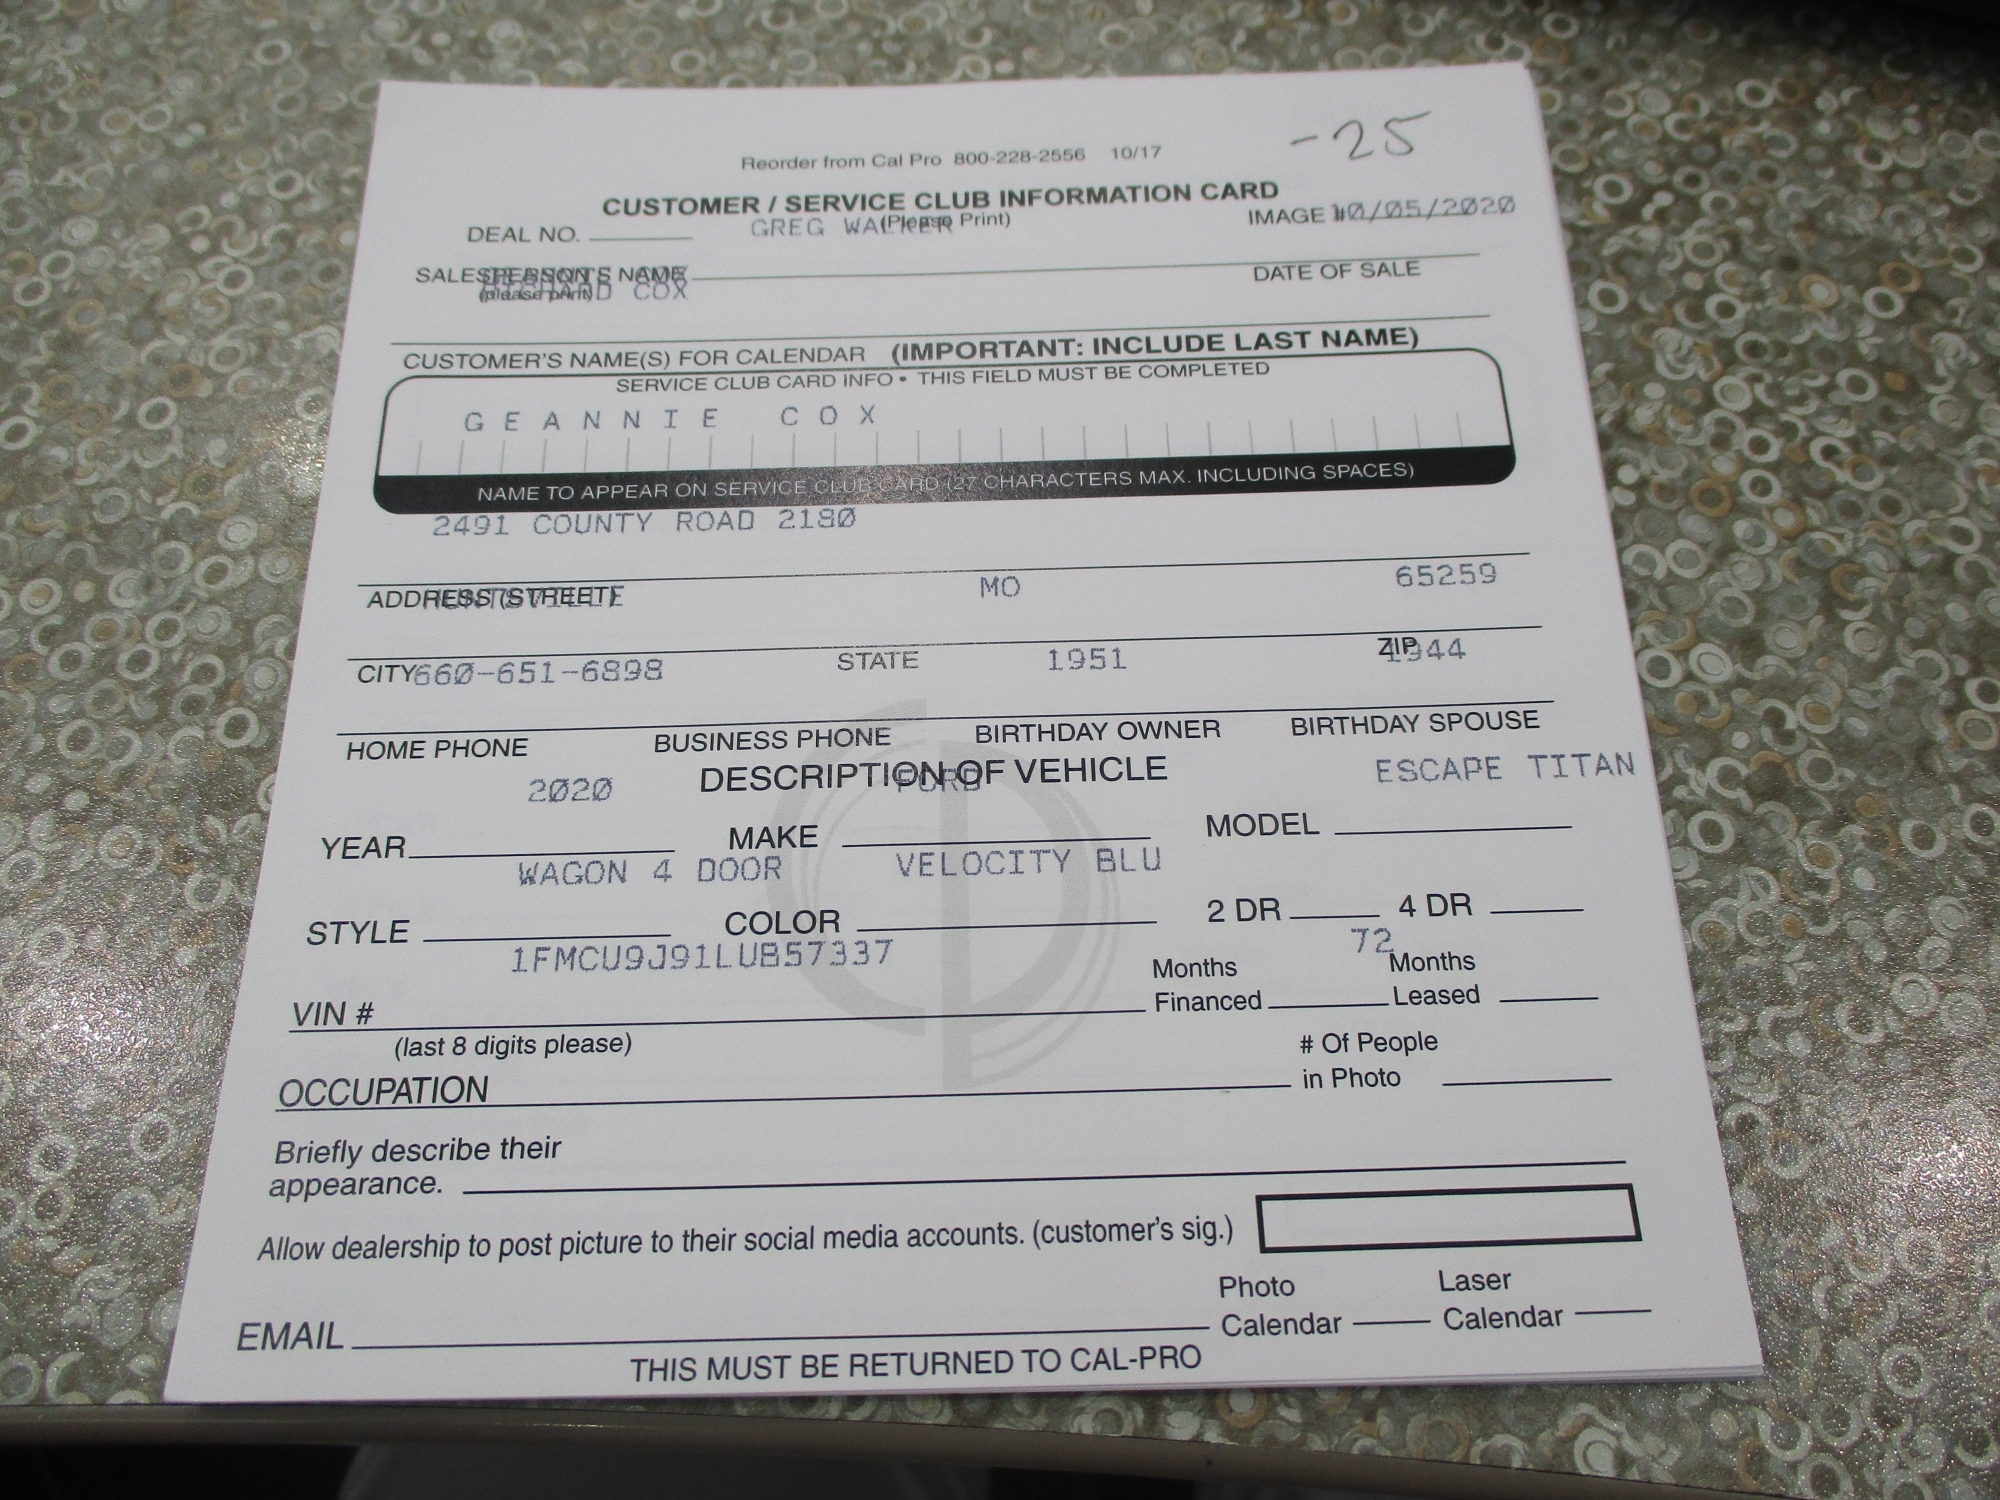 -25
Reorder from Cal Pro 800-228-2556 10/17
CUSTOMER / SERVICE CLUB INFORMATION CARD
(Please Print)
DEAL NO. GREG WALKER IMAGE # 10/05/2020
SALESPERSON'S NAME COX DATE OF SALE
(please print) RICHARD COX
CUSTOMER'S NAME(S) FOR CALENDAR (IMPORTANT: INCLUDE LAST NAME)
SERVICE CLUB CARD INFO • THIS FIELD MUST BE COMPLETED
GEANNIE COX
NAME TO APPEAR ON SERVICE CLUB CARD (27 CHARACTERS MAX. INCLUDING SPACES)
2491 COUNTY ROAD 2180
ADDRESS (STREET) HUNTSVILLE MO 65259
CITY 660-651-6898 STATE 1951 ZIP 1944
HOME PHONE BUSINESS PHONE BIRTHDAY OWNER BIRTHDAY SPOUSE
DESCRIPTION OF VEHICLE
2020 FORD ESCAPE TITAN
YEAR MAKE MODEL
WAGON 4 DOOR VELOCITY BLU
STYLE COLOR 2 DR 4 DR
1FMCU9J91LUB57337 72
VIN # Months Financed Months Leased
(last 8 digits please)
OCCUPATION # Of People in Photo
Briefly describe their
appearance.
Allow dealership to post picture to their social media accounts. (customer's sig.)
EMAIL Photo Calendar Laser Calendar
THIS MUST BE RETURNED TO CAL-PRO